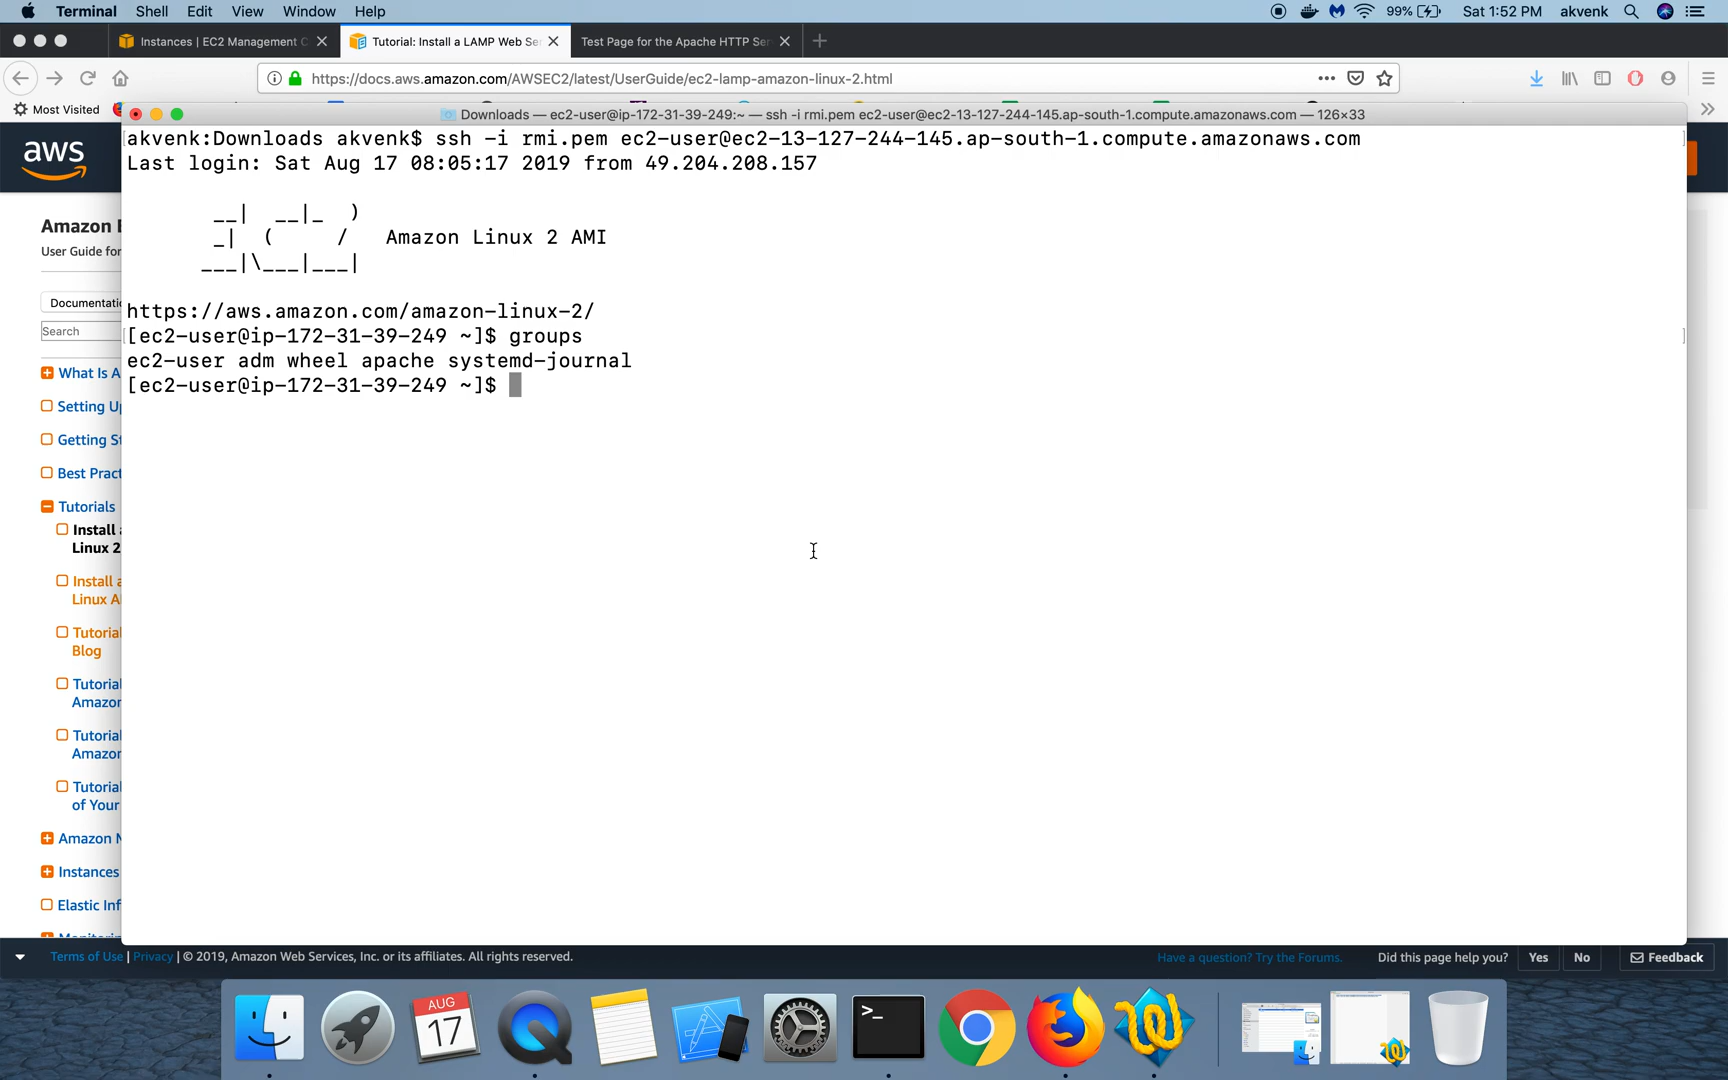 Terminal Shell Edit View Window Help 99% Sat 1:52 PM akvenk
Instances | EC2 Management C
Tutorial: Install a LAMP Web Se
Test Page for the Apache HTTP Ser
https://docs.aws.amazon.com/AWSEC2/latest/UserGuide/ec2-lamp-amazon-linux-2.html
Most Visited
Downloads — ec2-user@ip-172-31-39-249:~ — ssh -i rmi.pem ec2-user@ec2-13-127-244-145.ap-south-1.compute.amazonaws.com — 126×33
akvenk:Downloads akvenk$ ssh -i rmi.pem ec2-user@ec2-13-127-244-145.ap-south-1.compute.amazonaws.com
Last login: Sat Aug 17 08:05:17 2019 from 49.204.208.157
       __|  __|_  )
       _|  (     /   Amazon Linux 2 AMI
      ___|\___|___|
https://aws.amazon.com/amazon-linux-2/
[ec2-user@ip-172-31-39-249 ~]$ groups
ec2-user adm wheel apache systemd-journal
[ec2-user@ip-172-31-39-249 ~]$
aws
Amazon E
User Guide for
Documentatio
Search
What Is A
Setting Up
Getting St
Best Pract
Tutorials
Install a
Linux 2
Install a
Linux A
Tutorial
Blog
Tutorial
Amazon
Tutorial
Amazon
Tutorial
of Your
Amazon M
Instances
Elastic Inf
Monitorin
Terms of Use | Privacy | © 2019, Amazon Web Services, Inc. or its affiliates. All rights reserved.
Have a question? Try the Forums. Did this page help you? Yes No Feedback
AUG
17
>_